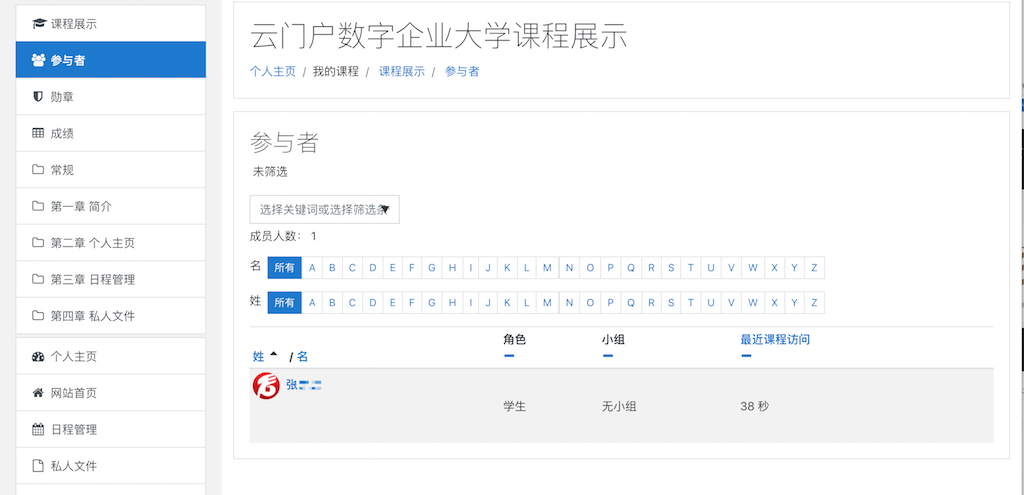 课程展示
参与者
勋章
成绩
常规
第一章 简介
第二章 个人主页
第三章 日程管理
第四章 私人文件
个人主页
网站首页
日程管理
私人文件
云门户数字企业大学课程展示
个人主页 / 我的课程 / 课程展示 / 参与者
参与者
未筛选
选择关键词或选择筛选条
成员人数： 1
名 所有 A B C D E F G H I J K L M N O P Q R S T U V W X Y Z
姓 所有 A B C D E F G H I J K L M N O P Q R S T U V W X Y Z
姓 / 名 角色 小组 最近课程访问
张
学生 无小组 38 秒